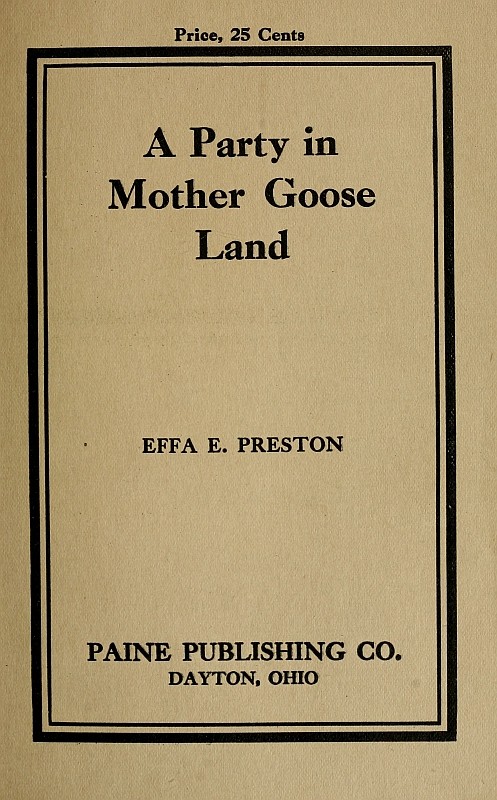 Price, 25 Cents
A Party in
Mother Goose
Land
EFFA E. PRESTON
PAINE PUBLISHING CO.
DAYTON, OHIO